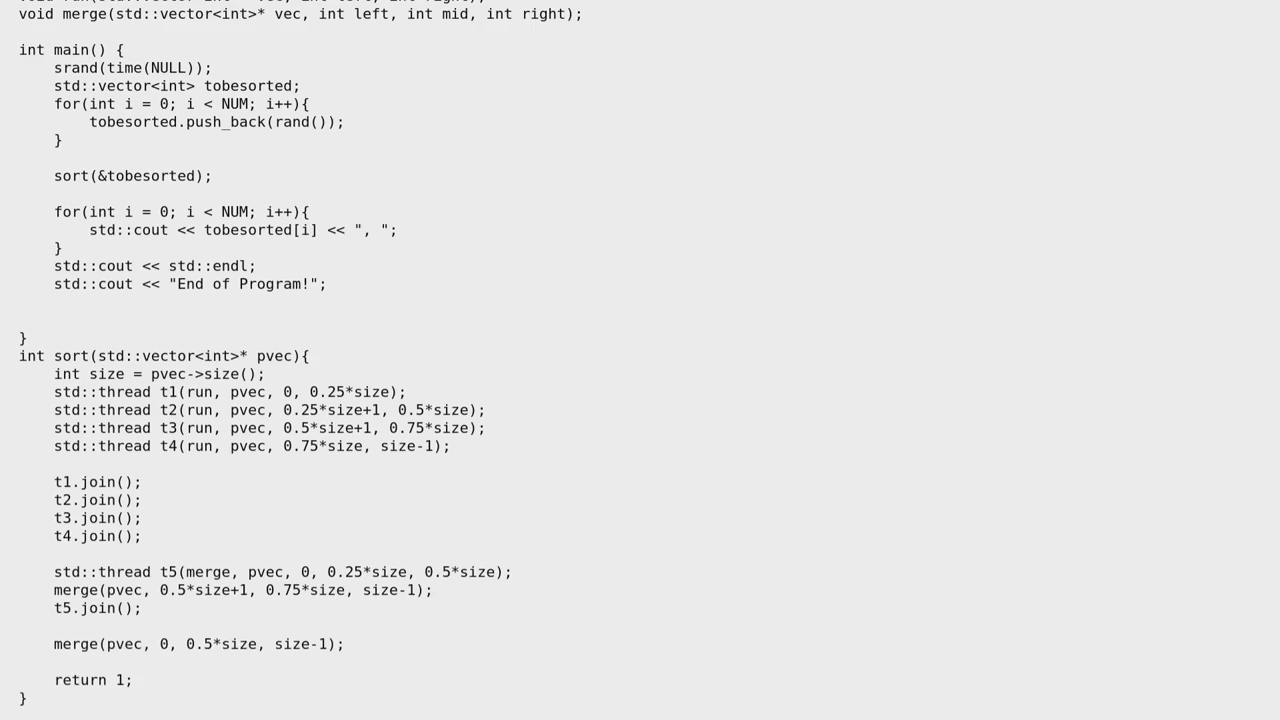 void merge(std::vector<int>* vec, int left, int mid, int right);
int main() {
srand(time(NULL));
std::vector<int> tobesorted;
for(int i = 0; i < NUM; i++){
tobesorted.push_back(rand());
}
sort(&tobesorted);
for(int i = 0; i < NUM; i++){
std::cout << tobesorted[i] << ", ";
}
std::cout << std::endl;
std::cout << "End of Program!";
}
int sort(std::vector<int>* pvec){
int size = pvec->size();
std::thread t1(run, pvec, 0, 0.25*size);
std::thread t2(run, pvec, 0.25*size+1, 0.5*size);
std::thread t3(run, pvec, 0.5*size+1, 0.75*size);
std::thread t4(run, pvec, 0.75*size, size-1);
t1.join();
t2.join();
t3.join();
t4.join();
std::thread t5(merge, pvec, 0, 0.25*size, 0.5*size);
merge(pvec, 0.5*size+1, 0.75*size, size-1);
t5.join();
merge(pvec, 0, 0.5*size, size-1);
return 1;
}